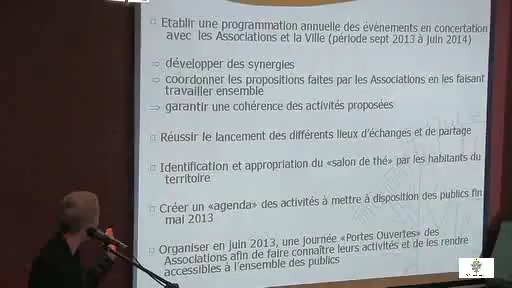 Etablir une programmation annuelle des évènements en concertation
avec les Associations et la Ville (période sept 2013 à juin 2014)
⇒ développer des synergies
⇒ coordonner les propositions faites par les Associations en les faisant
travailler ensemble
⇒ garantir une cohérence des activités proposées
Réussir le lancement des différents lieux d'échanges et de partage
Identification et appropriation du «salon de thé» par les habitants du
territoire
Créer un «agenda» des activités à mettre à disposition des publics fin
mai 2013
Organiser en juin 2013, une journée «Portes Ouvertes» des
Associations afin de faire connaître leurs activités et de les rendre
accessibles à l'ensemble des publics